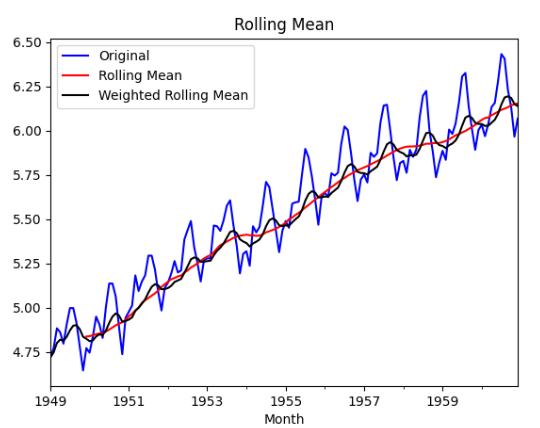 Rolling Mean
6.50
6.25
6.00
5.75
5.50
5.25
5.00
4.75
Original
Rolling Mean
Weighted Rolling Mean
1949 1951 1953 1955 1957 1959
Month